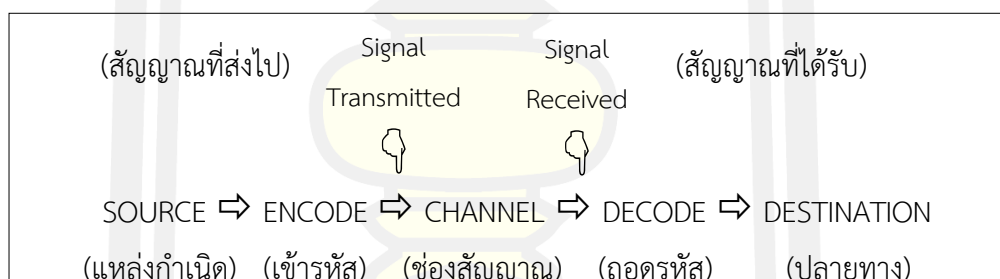 (สัญญาณที่ส่งไป) Signal Signal (สัญญาณที่ได้รับ)
Transmitted Received
SOURCE ⇨ ENCODE ⇨ CHANNEL ⇨ DECODE ⇨ DESTINATION
(แหล่งกำเนิด) (เข้ารหัส) (ช่องสัญญาณ) (ถอดรหัส) (ปลายทาง)